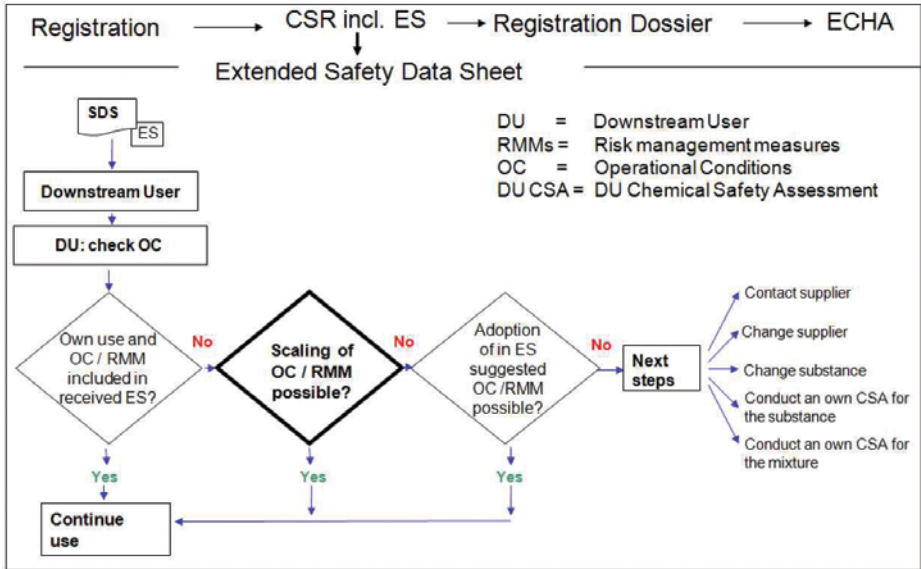 Registration
CSR incl. ES
Registration Dossier
ECHA
Extended Safety Data Sheet
SDS
ES
DU = Downstream User
RMMs = Risk management measures
OC = Operational Conditions
DU CSA = DU Chemical Safety Assessment
Downstream User
DU: check OC
Own use and
OC / RMM
included in
received ES?
No
Scaling of
OC / RMM
possible?
No
Adoption
of in ES
suggested
OC /RMM
possible?
No
Next
steps
Contact supplier
Change supplier
Change substance
Conduct an own CSA for
the substance
Conduct an own CSA for
the mixture
Yes
Yes
Yes
Continue
use